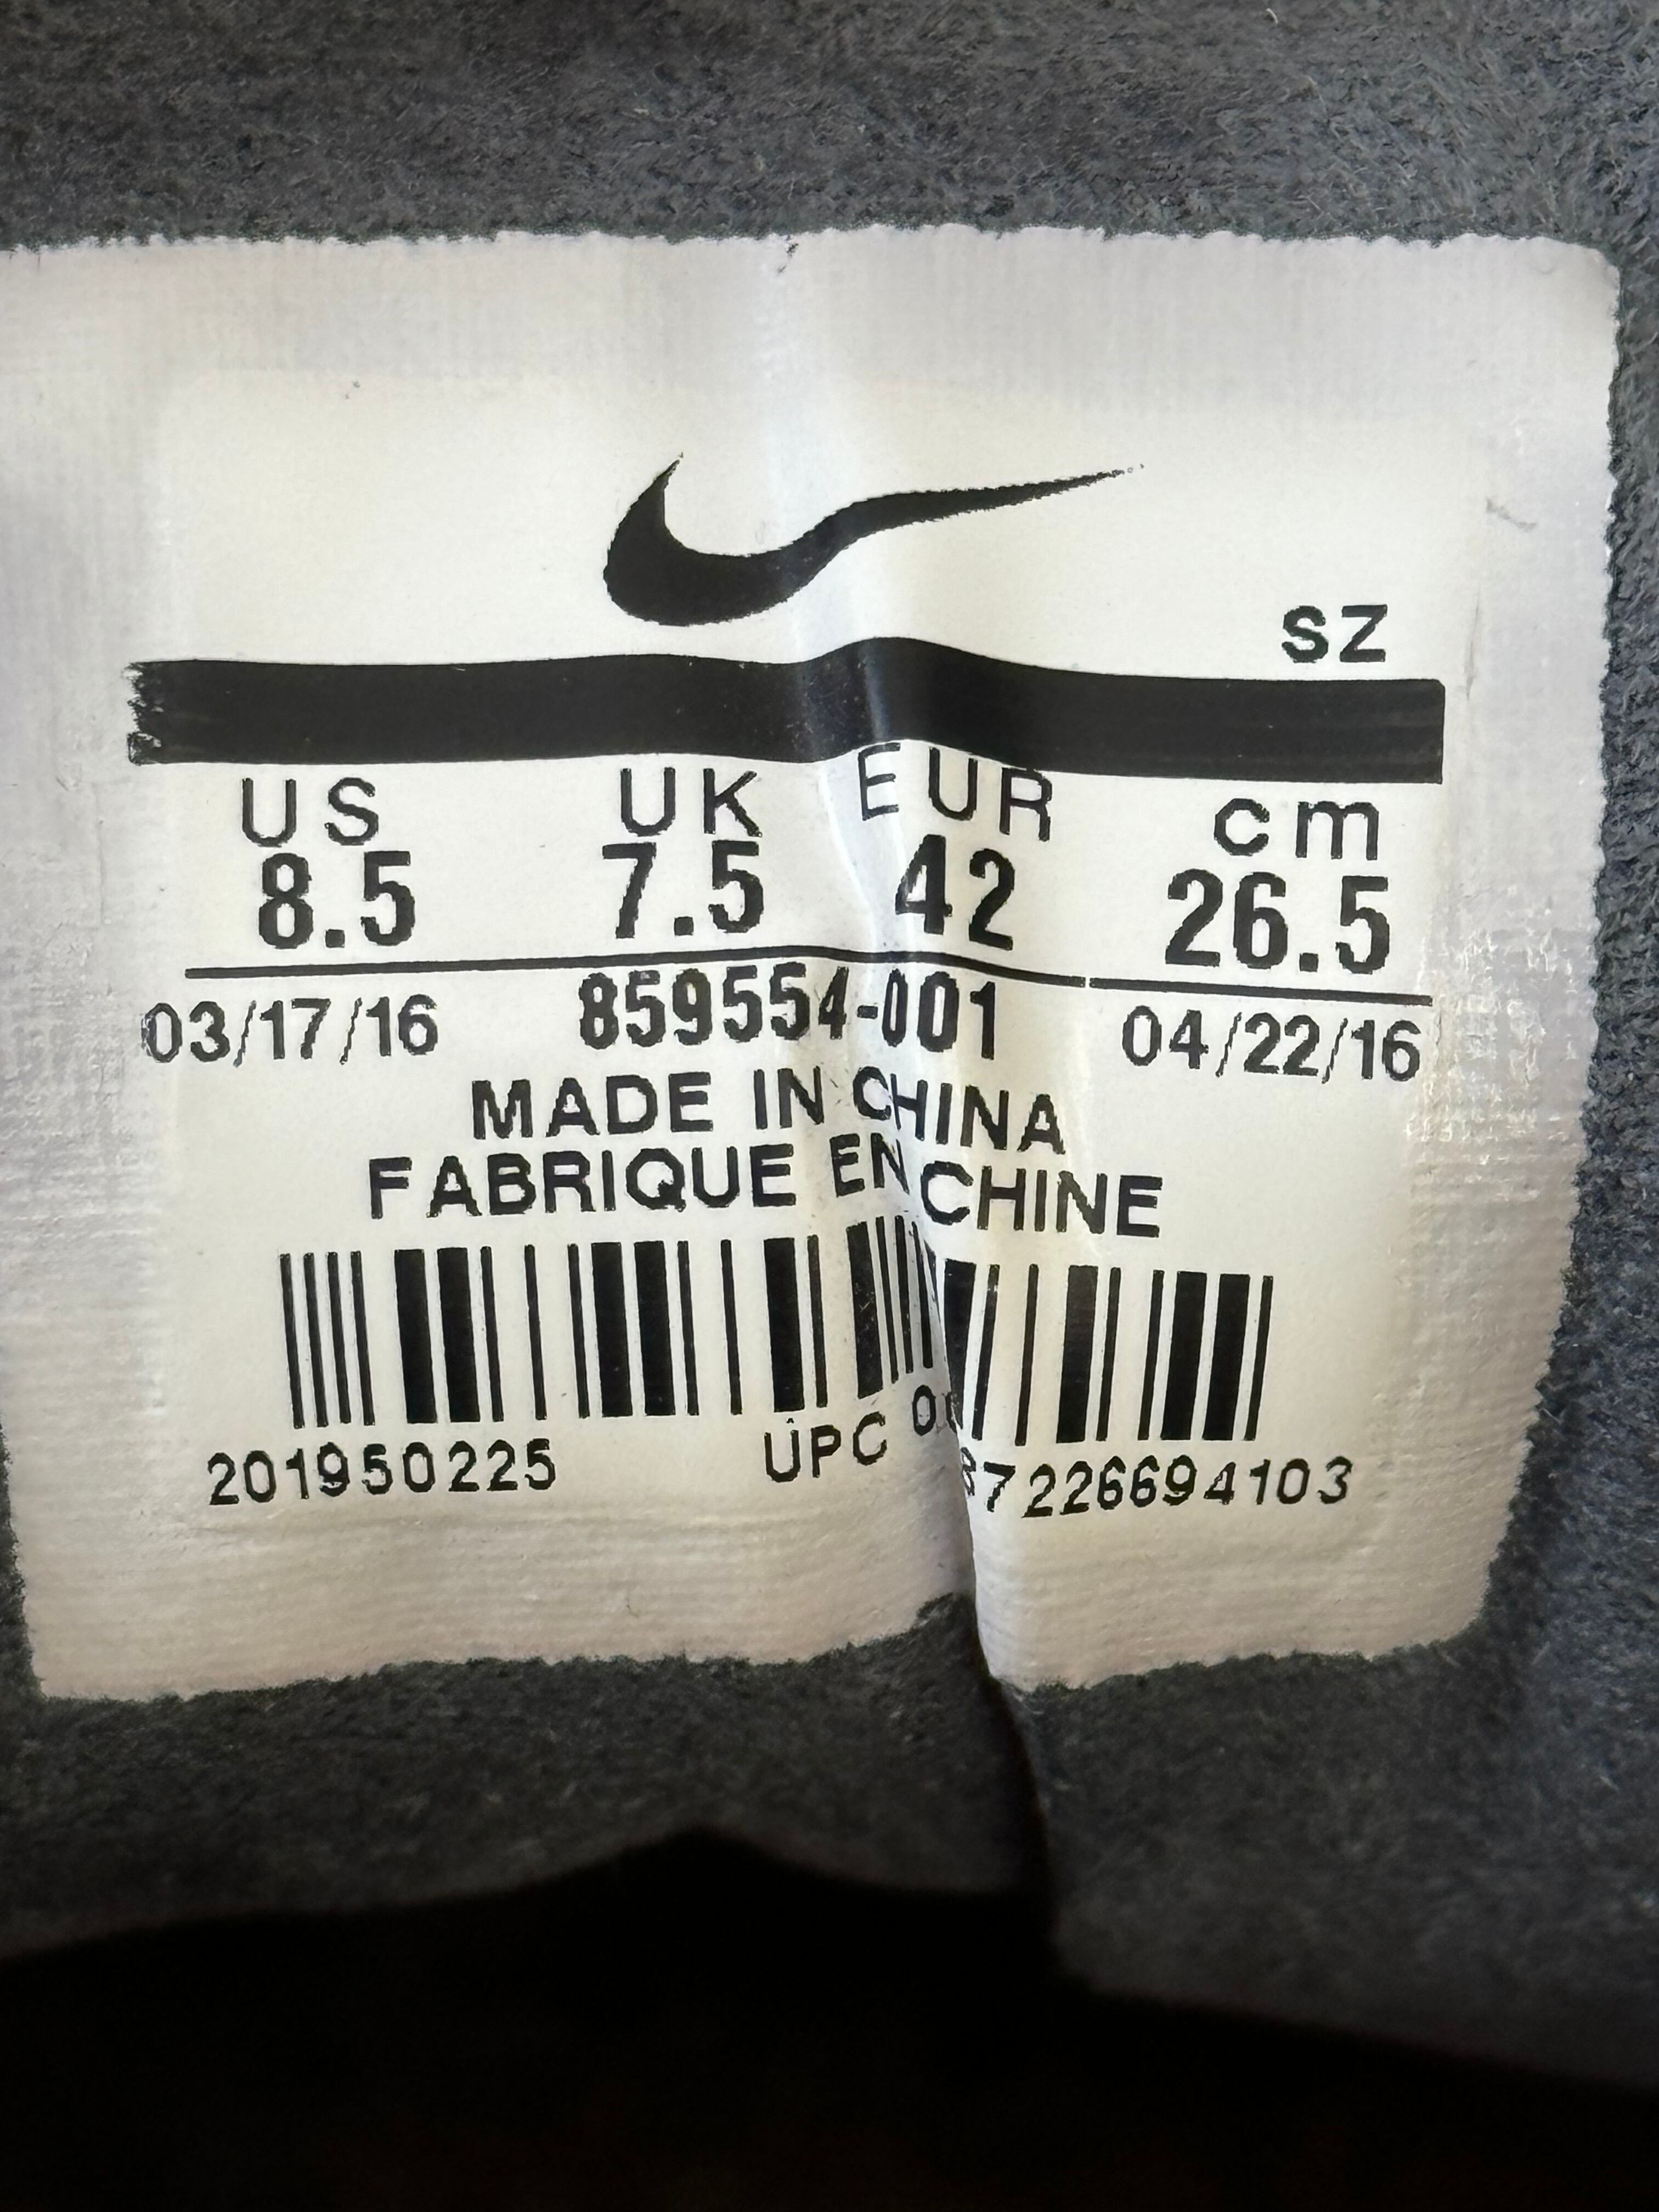 SZ
US UK EUR cm
8.5 7.5 42 26.5
03/17/16 859554-001 04/22/16
MADE IN CHINA
FABRIQUE EN CHINE
201950225 UPC